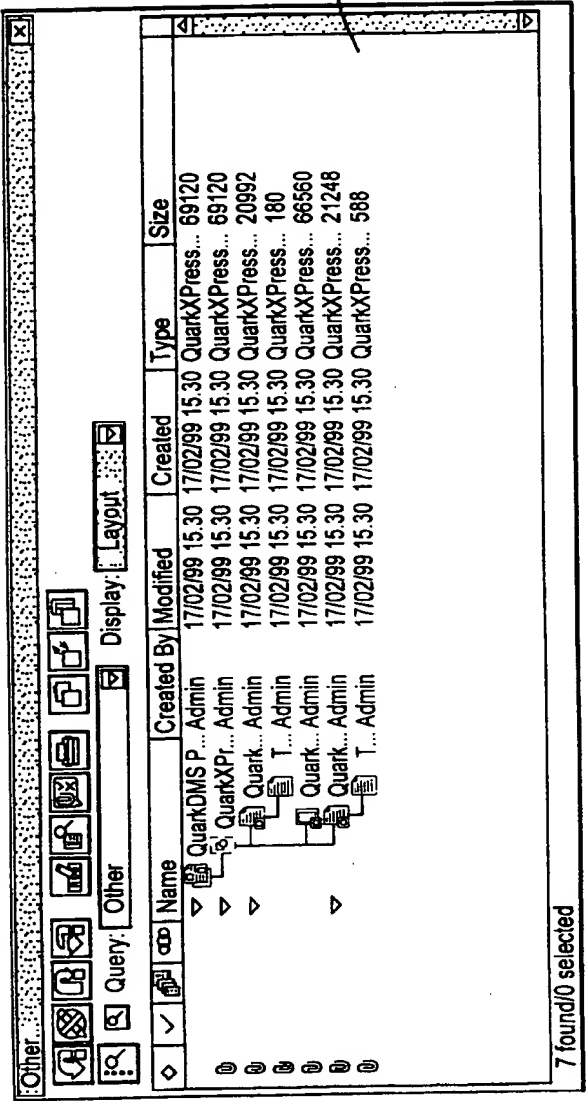 Other...
Query: Other Display: Layout
Name Created By Modified Created Type Size
QuarkDMS P... Admin 17/02/99 15.30 17/02/99 15.30 QuarkXPress... 69120
QuarkXPr... Admin 17/02/99 15.30 17/02/99 15.30 QuarkXPress... 69120
Quark... Admin 17/02/99 15.30 17/02/99 15.30 QuarkXPress... 20992
T... Admin 17/02/99 15.30 17/02/99 15.30 QuarkXPress... 180
Quark... Admin 17/02/99 15.30 17/02/99 15.30 QuarkXPress... 66560
Quark... Admin 17/02/99 15.30 17/02/99 15.30 QuarkXPress... 21248
T... Admin 17/02/99 15.30 17/02/99 15.30 QuarkXPress... 588
7 found/0 selected